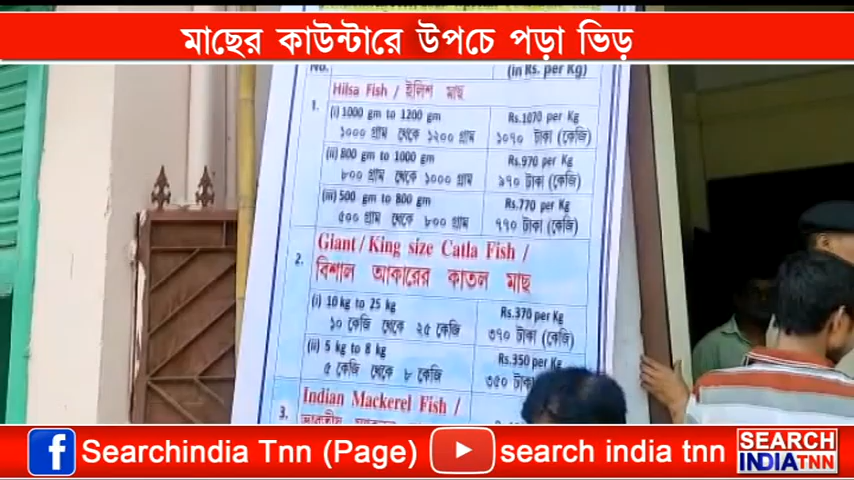 মাছের কাউন্টারে উপচে পড়া ভিড়
No. (in Rs. per Kg)
1. Hilsa Fish / ইলিশ মাছ
(i) 1000 gm to 1200 gm Rs.1070 per Kg
১০০০ গ্রাম থেকে ১২০০ গ্রাম ১০৭০ টাকা (কেজি)
(ii) 800 gm to 1000 gm Rs.970 per Kg
৮০০ গ্রাম থেকে ১০০০ গ্রাম ৯৭০ টাকা (কেজি)
(iii) 500 gm to 800 gm Rs.770 per Kg
৫০০ গ্রাম থেকে ৮০০ গ্রাম ৭৭০ টাকা (কেজি)
2. Giant/King size Catla Fish /
বিশাল আকারের কাতল মাছ
(i) 10 kg to 25 kg Rs.370 per Kg
১০ কেজি থেকে ২৫ কেজি ৩৭০ টাকা (কেজি)
(ii) 5 kg to 8 kg Rs.350 per Kg
৫ কেজি থেকে ৮ কেজি ৩৫০ টাকা
3. Indian Mackerel Fish /
Searchindia Tnn (Page) search india tnn SEARCH
INDIA TNN